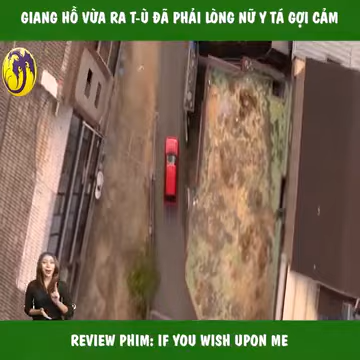 GIANG HỒ VỪA RA T-Ù ĐÃ PHẢI LÒNG NỮ Y TÁ GỢI CẢM
REVIEW PHIM: IF YOU WISH UPON ME